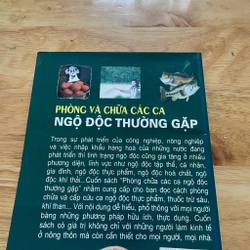 PHÒNG VÀ CHỮA CÁC CA
NGỘ ĐỘC THƯỜNG GẶP
Trong sự phát triển của công nghiệp, nông nghiệp
và việc nhập khẩu hàng hoá của những nước đang
phát triển thì tình trạng ngộ độc cũng gia tăng ở nhiều
phương diện, lĩnh vực như ngộ độc tập thể, cá nhân,
gia đình, ngộ độc thực phẩm, ngộ độc hoá chất, ngộ
độc khí thải...Cuốn sách "Phòng chữa các ca ngộ độc
thường gặp" nhằm cung cấp cho bạn đọc cách phòng
chữa và cấp cứu ca ngộ độc thực phẩm, thuốc trừ sâu,
khí than... Với nội dung dễ hiểu, phổ thông với mọi người
bằng những phương pháp hữu ích, thực dụng. Cuốn
sách có giá trị không chỉ với những người làm kinh tế
ở nông thôn mà còn cần thiết cho mọi người, mọi nhà.